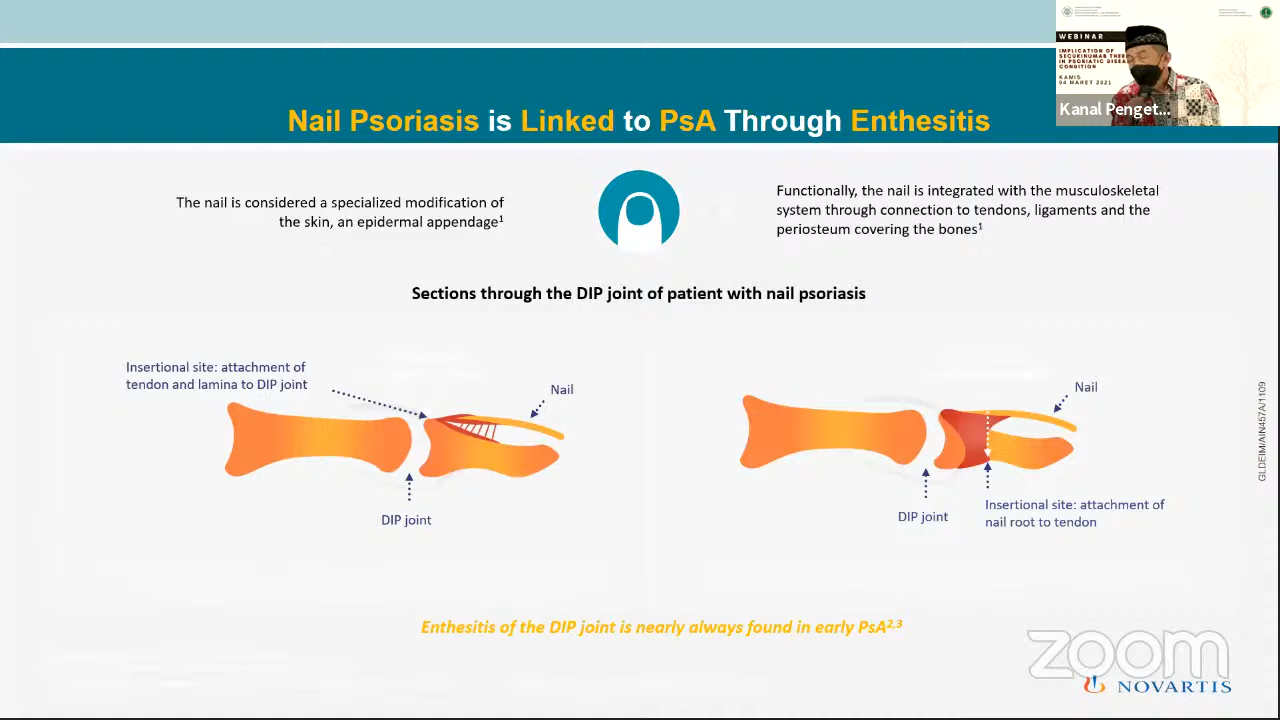 WEBINAR
IMPLICATION OF
SECUKINUMAB THER
IN PSORIATIC DISEA
CONDITION
KAMIS
04 MARET 2021
Kanal Penget...
Nail Psoriasis is Linked to PsA Through Enthesitis
The nail is considered a specialized modification of
the skin, an epidermal appendage1
Functionally, the nail is integrated with the musculoskeletal
system through connection to tendons, ligaments and the
periosteum covering the bones1
Sections through the DIP joint of patient with nail psoriasis
Insertional site: attachment of
tendon and lamina to DIP joint
Nail
DIP joint
Nail
DIP joint
Insertional site: attachment of
nail root to tendon
GLDEIM/AIN457A/1109
Enthesitis of the DIP joint is nearly always found in early PsA2,3
zoom
NOVARTIS